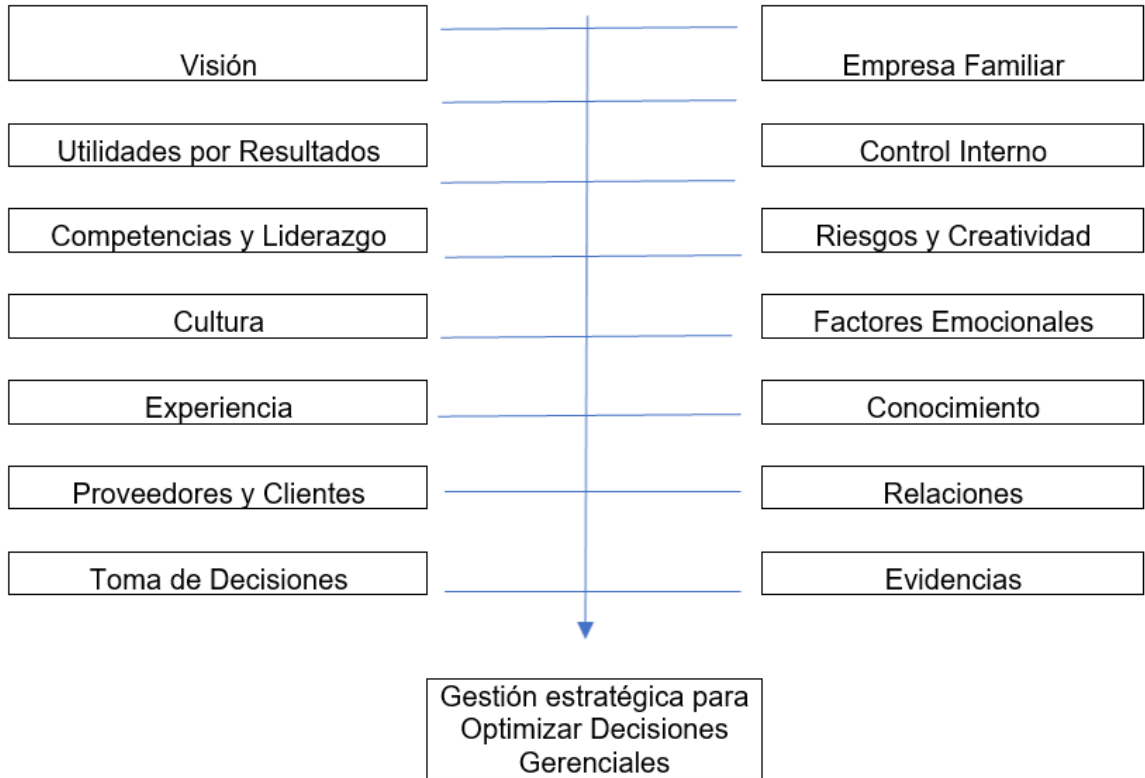 Visión
Empresa Familiar
Utilidades por Resultados
Control Interno
Competencias y Liderazgo
Riesgos y Creatividad
Cultura
Factores Emocionales
Experiencia
Conocimiento
Proveedores y Clientes
Relaciones
Toma de Decisiones
Evidencias
Gestión estratégica para
Optimizar Decisiones
Gerenciales